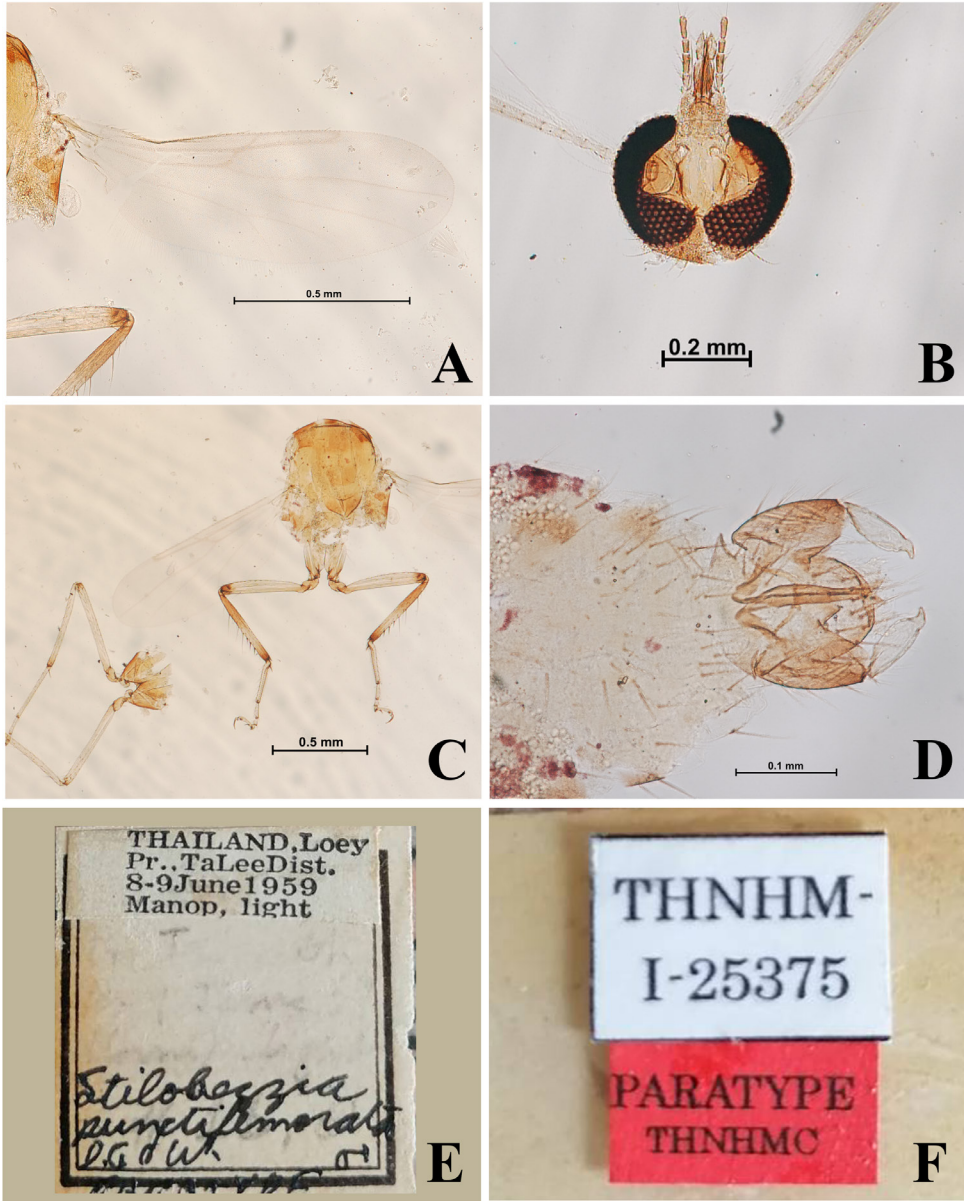 0.5 mm
A
0.2 mm
B
0.5 mm
C
0.1 mm
D
THAILAND,Loey
Pr.,TaLeeDist.
8-9June1959
Manop, light
Stilobezzia
punctifemorata
E
THNHM-
I-25375
PARATYPE
THNHMC
F